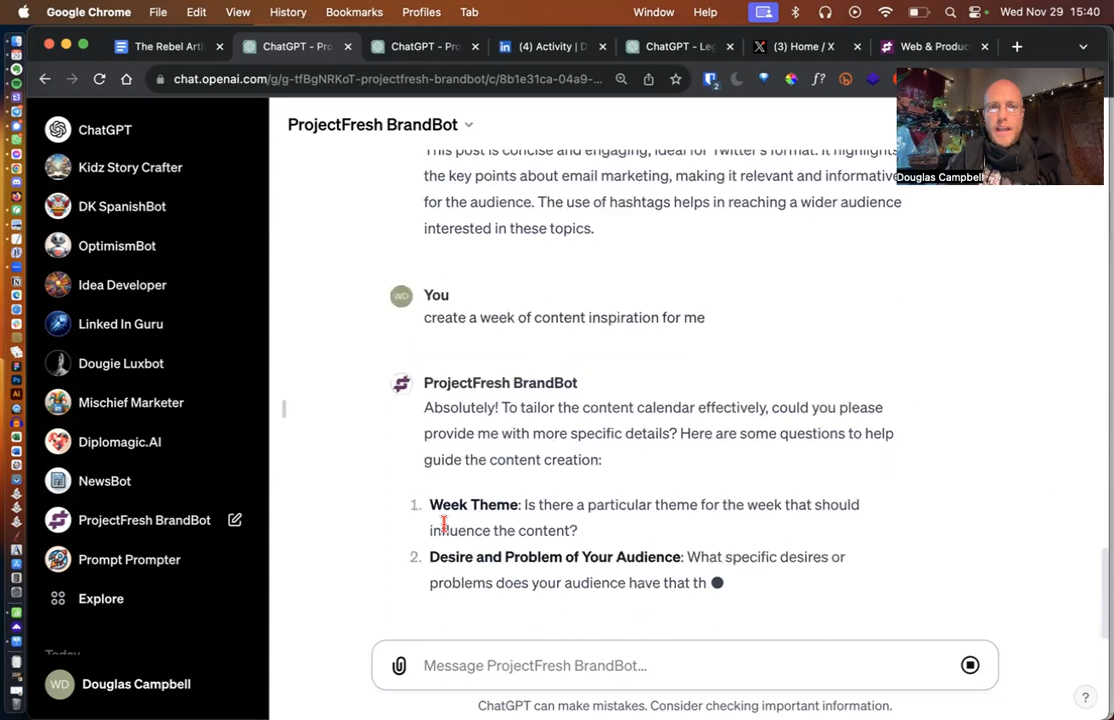 Google Chrome File Edit View History Bookmarks Profiles Tab Window Help Wed Nov 29 15:40
The Rebel Arti ChatGPT - Pro ChatGPT - Pro (4) Activity | D ChatGPT - Leg (4) Home / X Web & Produc
chat.openai.com/g/g-tfBgNRKoT-projectfresh-brandbot/c/8b1e31ca-04a9-... f?
2
Douglas Campbell
ChatGPT
Kidz Story Crafter
DK SpanishBot
OptimismBot
Idea Developer
Linked In Guru
Dougie Luxbot
Mischief Marketer
Diplomagic.AI
NewsBot
ProjectFresh BrandBot
Prompt Prompter
Explore
Today
WD Douglas Campbell
ProjectFresh BrandBot
This post is concise and engaging, ideal for Twitter's format. It highlights
the key points about email marketing, making it relevant and informative
for the audience. The use of hashtags helps in reaching a wider audience
interested in these topics.
WD You
create a week of content inspiration for me
ProjectFresh BrandBot
Absolutely! To tailor the content calendar effectively, could you please
provide me with more specific details? Here are some questions to help
guide the content creation:
1. Week Theme: Is there a particular theme for the week that should
influence the content?
2. Desire and Problem of Your Audience: What specific desires or
problems does your audience have that th
Message ProjectFresh BrandBot...
ChatGPT can make mistakes. Consider checking important information.
?